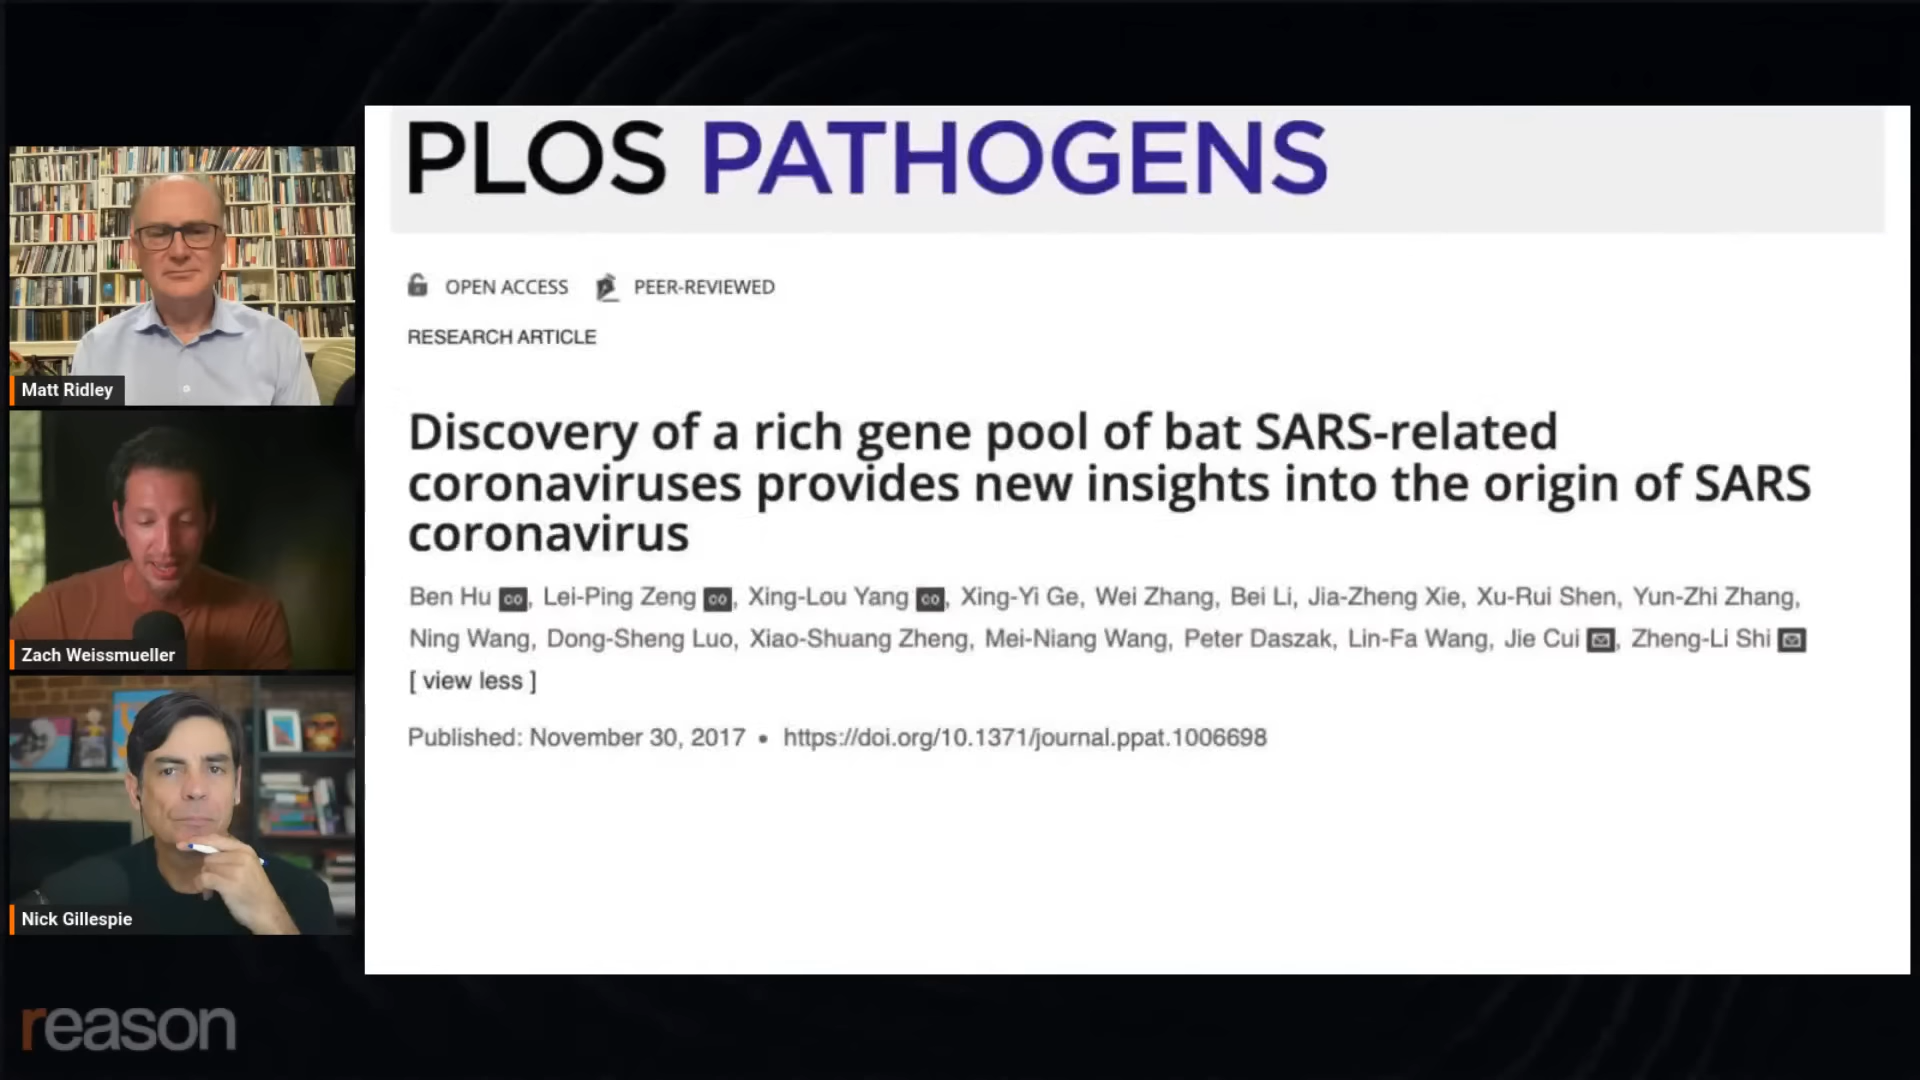 PLOS PATHOGENS
OPEN ACCESS PEER-REVIEWED
RESEARCH ARTICLE
Discovery of a rich gene pool of bat SARS-related
coronaviruses provides new insights into the origin of SARS
coronavirus
Ben Hu co, Lei-Ping Zeng co, Xing-Lou Yang co, Xing-Yi Ge, Wei Zhang, Bei Li, Jia-Zheng Xie, Xu-Rui Shen, Yun-Zhi Zhang,
Ning Wang, Dong-Sheng Luo, Xiao-Shuang Zheng, Mei-Niang Wang, Peter Daszak, Lin-Fa Wang, Jie Cui, Zheng-Li Shi
[ view less ]
Published: November 30, 2017 • https://doi.org/10.1371/journal.ppat.1006698
Matt Ridley
Zach Weissmueller
Nick Gillespie
reason